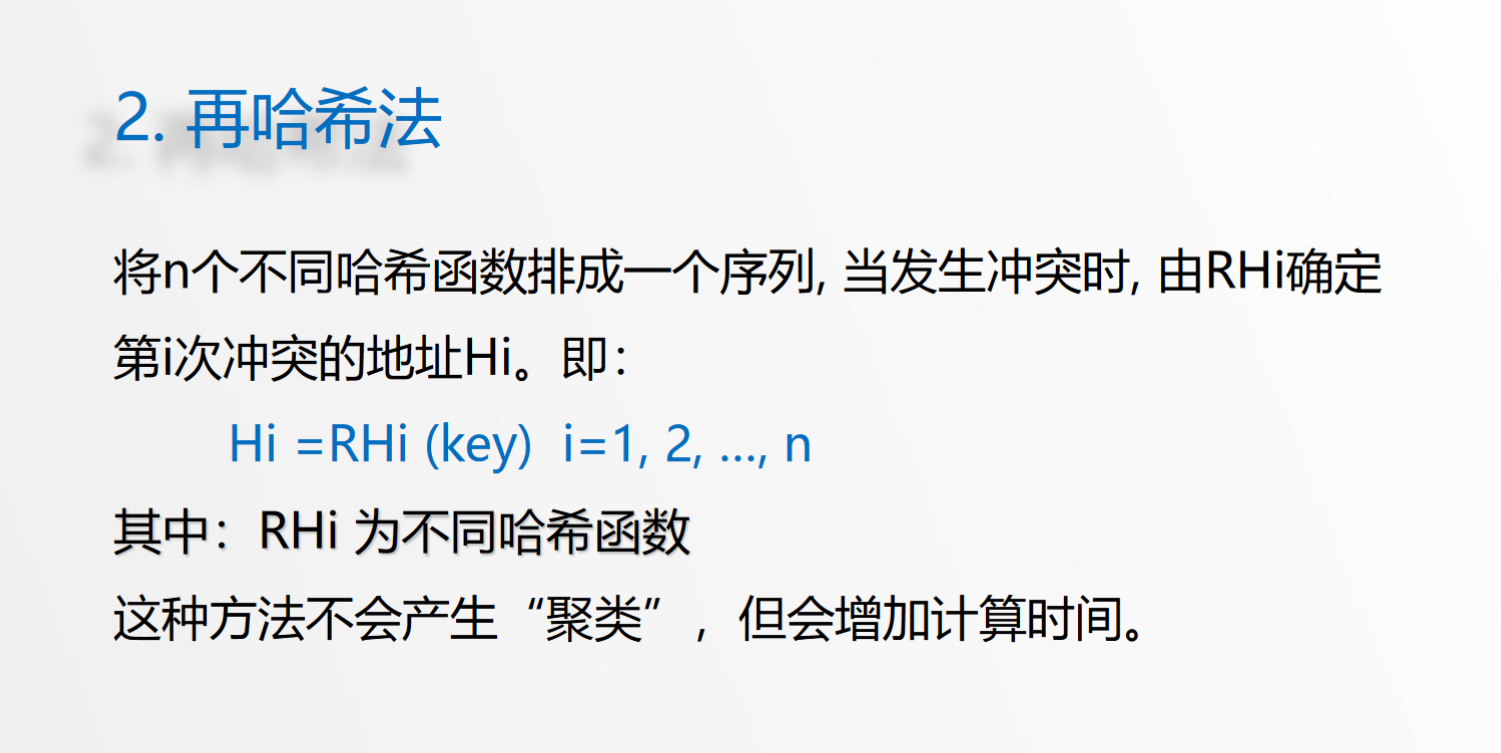 2. 再哈希法
将n个不同哈希函数排成一个序列, 当发生冲突时, 由RHi确定
第i次冲突的地址Hi。即：
Hi =RHi (key)  i=1, 2, …, n
其中：RHi 为不同哈希函数
这种方法不会产生“聚类”，但会增加计算时间。